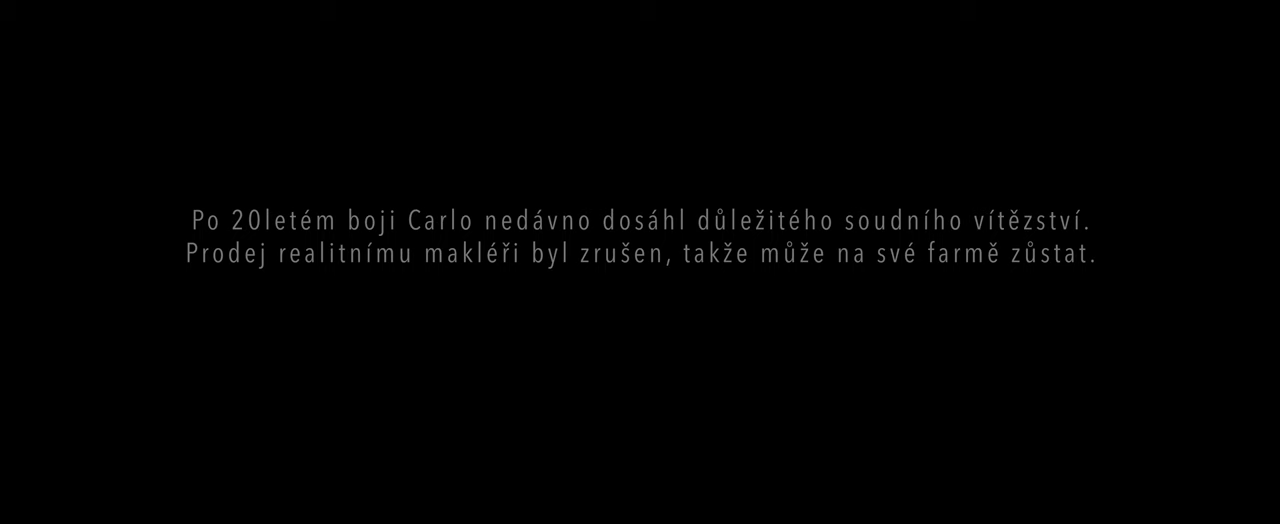 Po 20letém boji Carlo nedávno dosáhl důležitého soudního vítězství.
Prodej realitnímu makléři byl zrušen, takže může na své farmě zůstat.